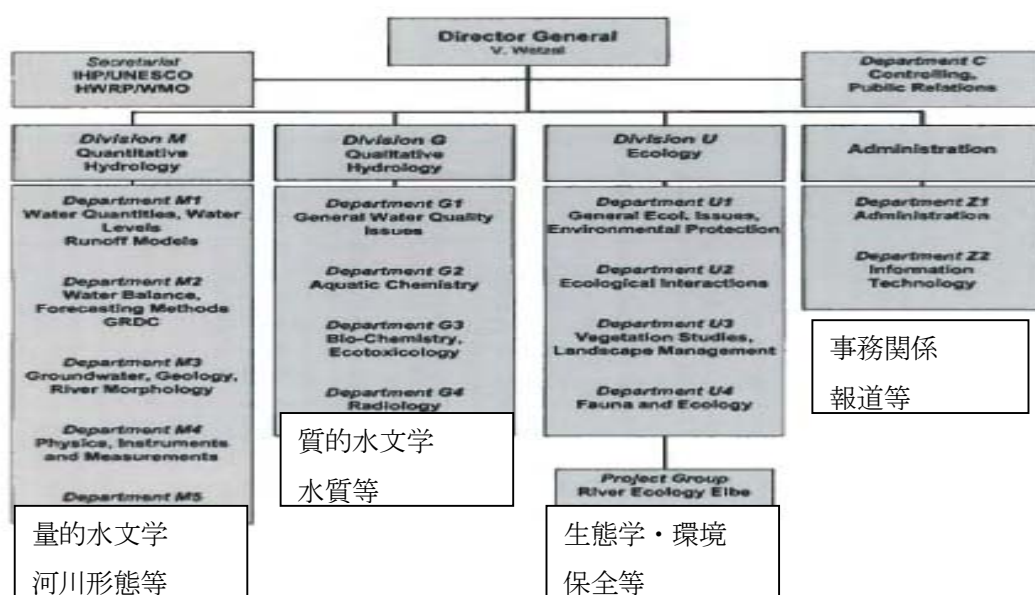 Director General
V. Wetzel
Secretariat
IHP/UNESCO
HWRP/WMO
Department C
Controlling,
Public Relations
Division M
Quantitative
Hydrology
Department M1
Water Quantities, Water
Levels
Runoff Models
Department M2
Water Balance,
Forecasting Methods
GRDC
Department M3
Groundwater, Geology,
River Morphology
Department M4
Physics, Instruments
and Measurements
Department M5
量的水文学
河川形態等
Division G
Qualitative
Hydrology
Department G1
General Water Quality
Issues
Department G2
Aquatic Chemistry
Department G3
Bio-Chemistry,
Ecotoxicology
Department G4
Radiology
質的水文学
水質等
Division U
Ecology
Department U1
General Ecol. Issues,
Environmental Protection
Department U2
Ecological Interactions
Department U3
Vegetation Studies,
Landscape Management
Department U4
Fauna and Ecology
Project Group
River Ecology Elbe
生態学・環境
保全等
Administration
Department Z1
Administration
Department Z2
Information
Technology
事務関係
報道等